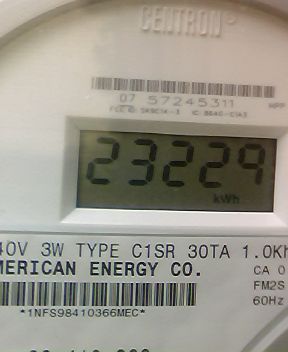 CENTRON®
07 57245311
23229
kWh
40V 3W TYPE C1SR 30TA 1.0Kh
MERICAN ENERGY CO.
CA 0
FM2S
60Hz
*1NFS98410366MEC*